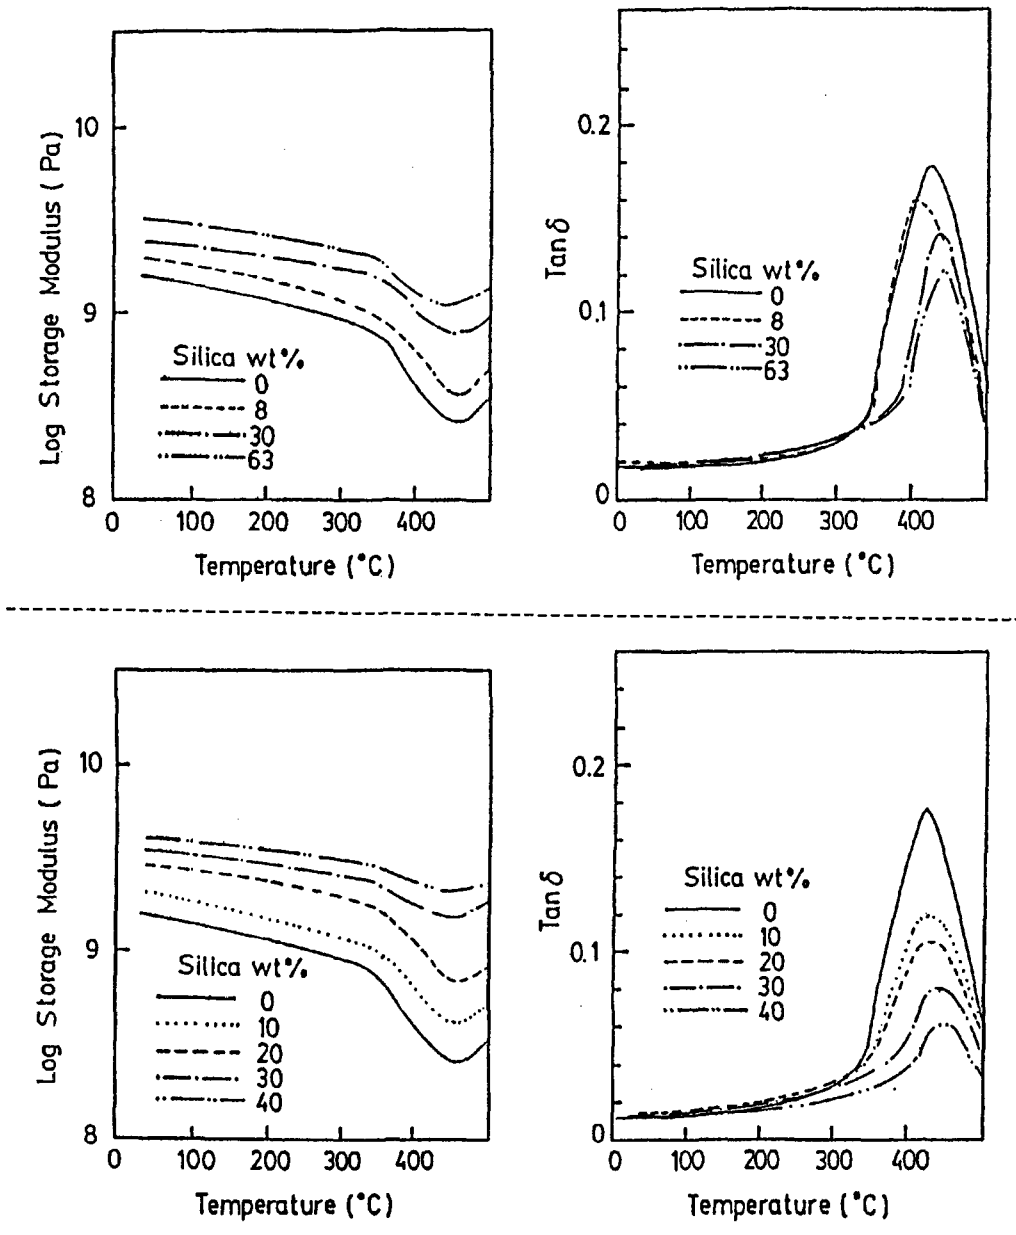 Log Storage Modulus (Pa)
10
9
8
Silica wt%
0
8
30
63
0 100 200 300 400
Temperature (°C)
Tan δ
0.2
0.1
0
Silica wt%
0
8
30
63
0 100 200 300 400
Temperature (°C)
Log Storage Modulus (Pa)
10
9
8
Silica wt%
0
10
20
30
40
0 100 200 300 400
Temperature (°C)
Tan δ
0.2
0.1
0
Silica wt%
0
10
20
30
40
0 100 200 300 400
Temperature (°C)